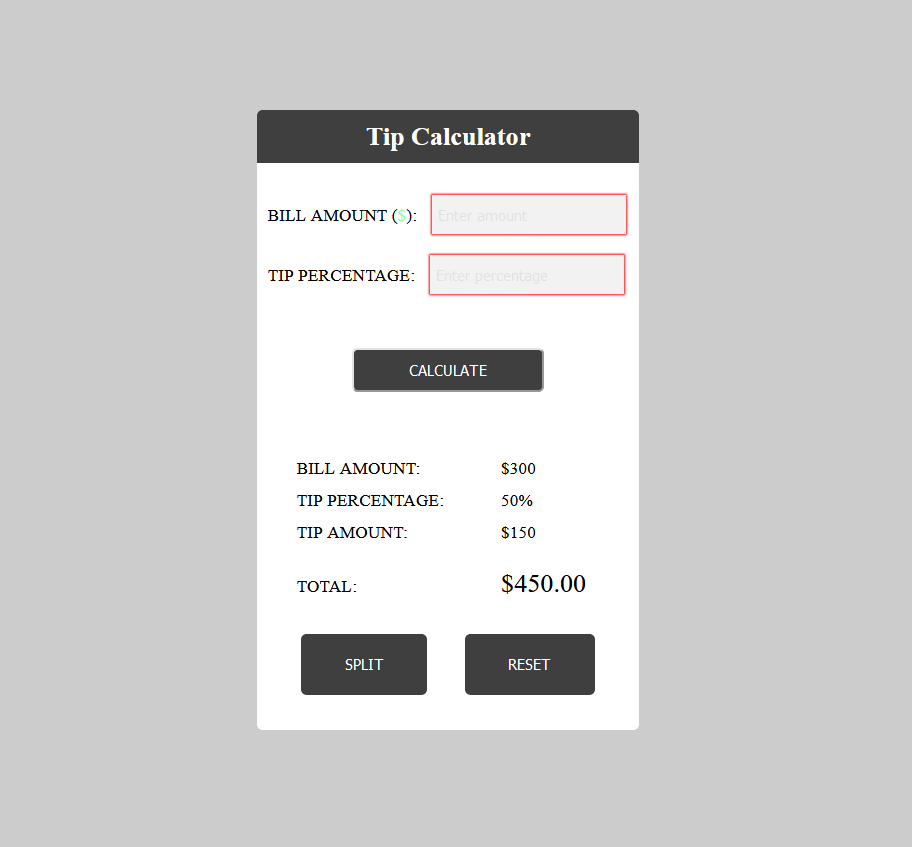 Tip Calculator
BILL AMOUNT ($): Enter amount
TIP PERCENTAGE: Enter percentage
CALCULATE
BILL AMOUNT: $300
TIP PERCENTAGE: 50%
TIP AMOUNT: $150
TOTAL: $450.00
SPLIT RESET